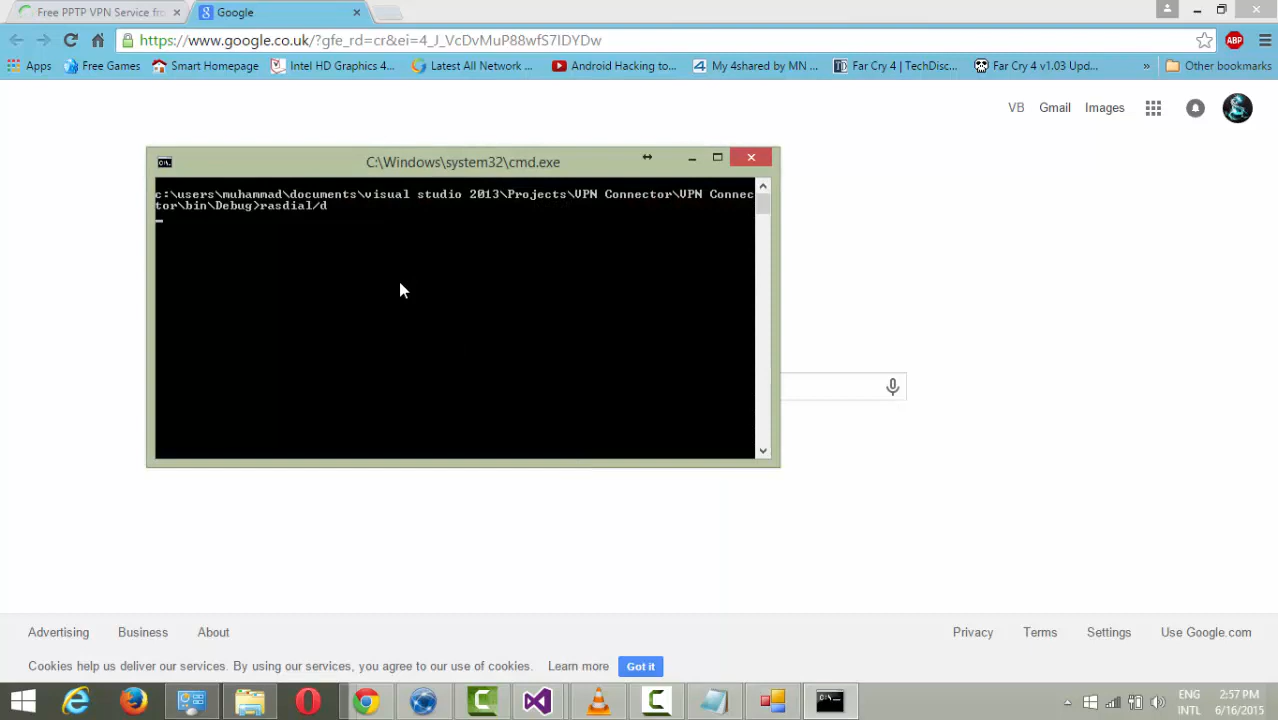 Free PPTP VPN Service fro
Google
https://www.google.co.uk/?gfe_rd=cr&ei=4_J_VcDvMuP88wfS7IDYDw
ABP
Apps
Free Games
Smart Homepage
Intel HD Graphics 4...
Latest All Network ...
Android Hacking to...
My 4shared by MN ...
Far Cry 4 | TechDisc...
Far Cry 4 v1.03 Upd...
»
Other bookmarks
VB
Gmail
Images
C:\Windows\system32\cmd.exe
c:\users\muhammad\documents\visual studio 2013\Projects\VPN Connector\VPN Connec
tor\bin\Debug>rasdial/d
Advertising
Business
About
Privacy
Terms
Settings
Use Google.com
Cookies help us deliver our services. By using our services, you agree to our use of cookies.
Learn more
Got it
ENG
INTL
2:57 PM
6/16/2015